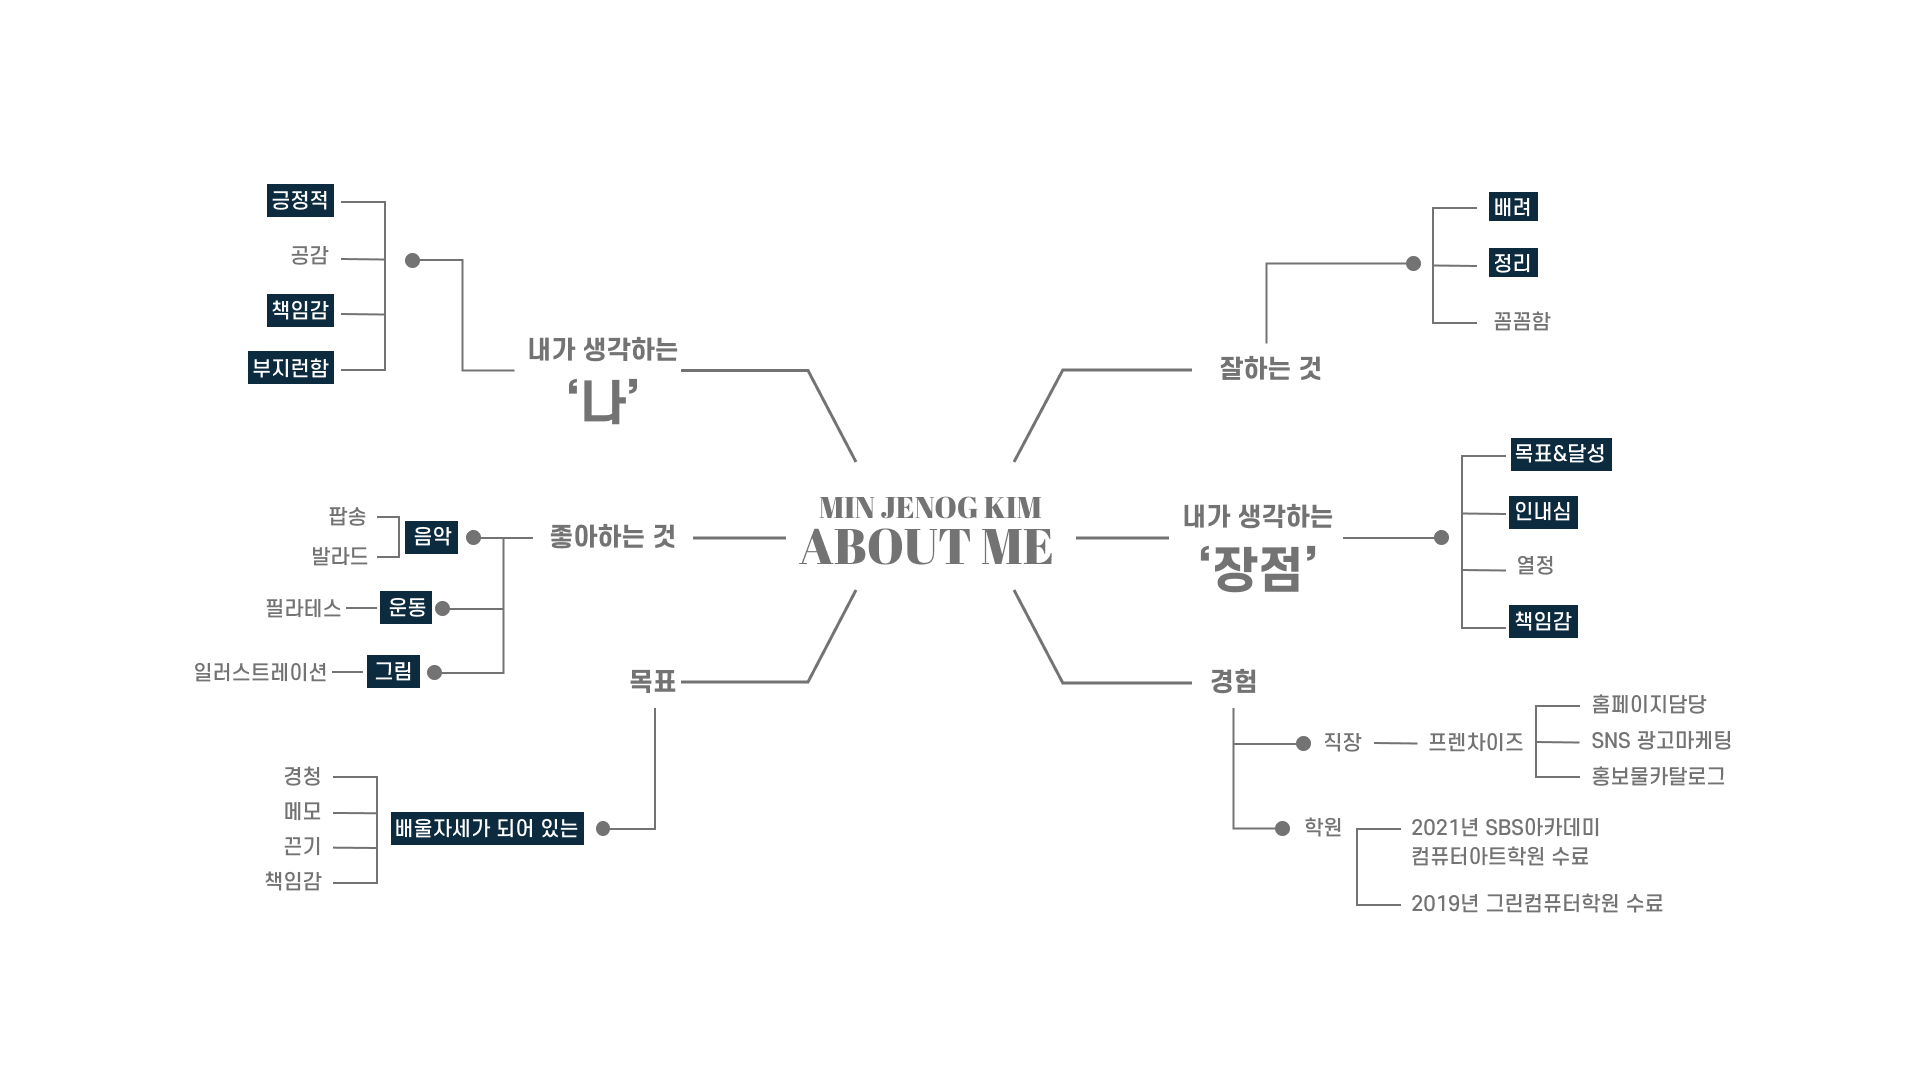 MIN JENOG KIM
ABOUT ME
내가 생각하는
‘나’
긍정적
공감
책임감
부지런함
좋아하는 것
음악
팝송
발라드
운동
필라테스
그림
일러스트레이션
목표
배울자세가 되어 있는
경청
메모
끈기
책임감
잘하는 것
배려
정리
꼼꼼함
내가 생각하는
‘장점’
목표&달성
인내심
열정
책임감
경험
직장
프렌차이즈
홈페이지담당
SNS 광고마케팅
홍보물카탈로그
학원
2021년 SBS아카데미
컴퓨터아트학원 수료
2019년 그린컴퓨터학원 수료